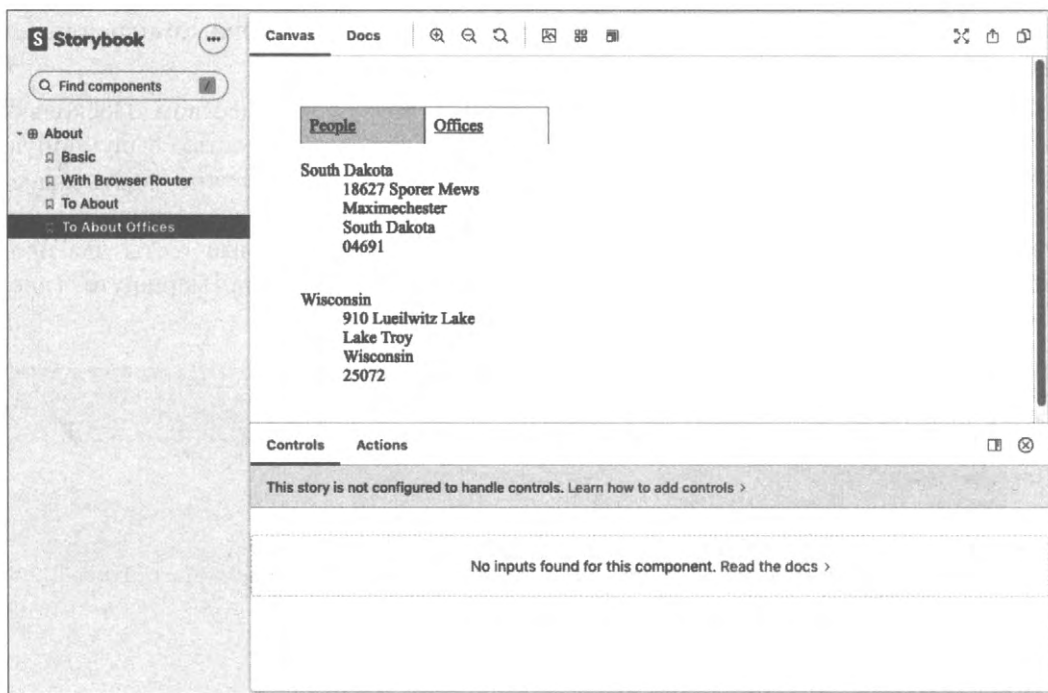 Storybook
Find components
/
About
Basic
With Browser Router
To About
To About Offices
Canvas
Docs
People
Offices
South Dakota
18627 Sporer Mews
Maximechester
South Dakota
04691
Wisconsin
910 Lueilwitz Lake
Lake Troy
Wisconsin
25072
Controls
Actions
This story is not configured to handle controls. Learn how to add controls >
No inputs found for this component. Read the docs >